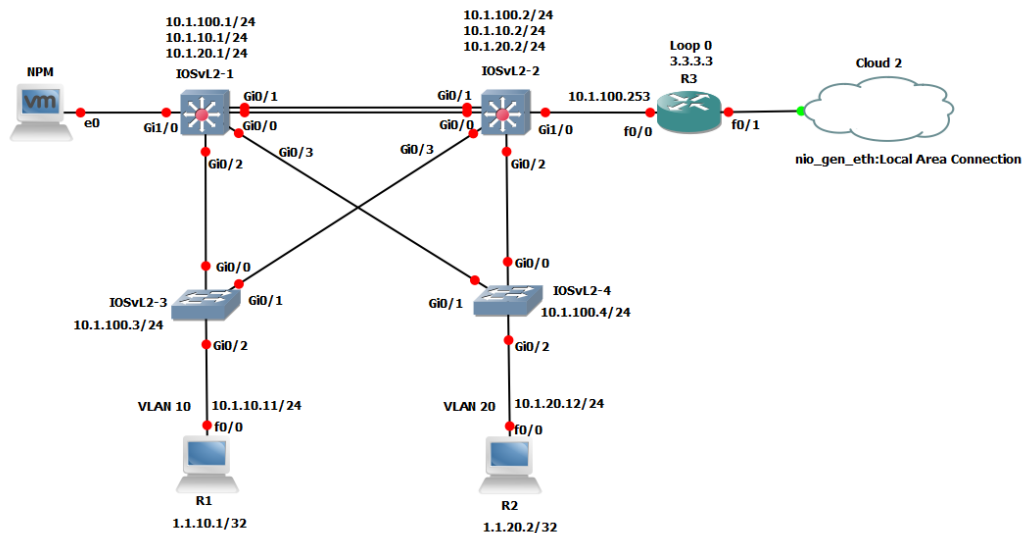 10.1.100.1/24
10.1.10.1/24
10.1.20.1/24
IOSvL2-1
10.1.100.2/24
10.1.10.2/24
10.1.20.2/24
IOSvL2-2
Loop 0
3.3.3.3
R3
Cloud 2
NPM
vm
e0
Gi1/0
Gi0/1
Gi0/0
Gi0/1
Gi0/0
Gi1/0
10.1.100.253
f0/0
f0/1
nio_gen_eth:Local Area Connection
Gi0/2
Gi0/3
Gi0/3
Gi0/2
Gi0/0
Gi0/0
IOSvL2-3
10.1.100.3/24
Gi0/1
Gi0/1
IOSvL2-4
10.1.100.4/24
Gi0/2
Gi0/2
VLAN 10
10.1.10.11/24
f0/0
VLAN 20
10.1.20.12/24
f0/0
R1
1.1.10.1/32
R2
1.1.20.2/32